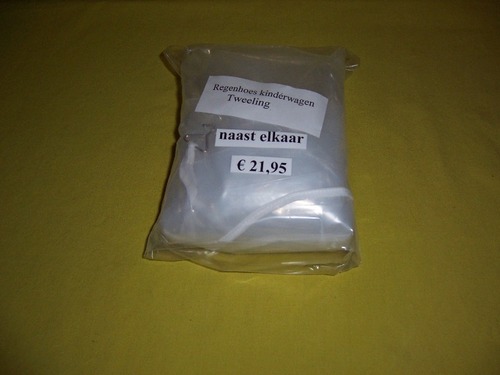 Regenhoes kinderwagen
Tweeling
naast elkaar
€ 21,95